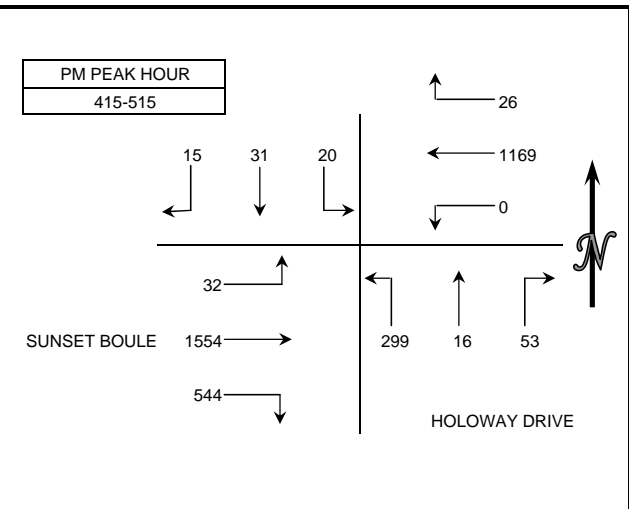 PM PEAK HOUR
415-515
26
15 31 20
1169
0
32
SUNSET BOULE 1554
299 16 53
544
HOLOWAY DRIVE
N